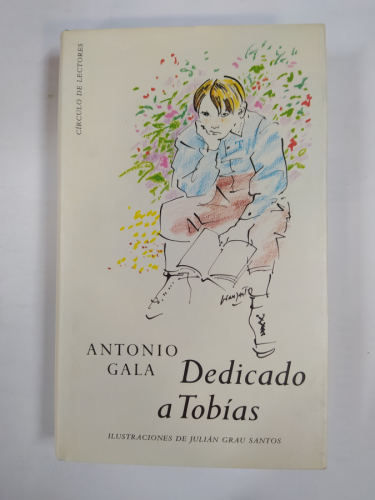 CÍRCULO DE LECTORES
ANTONIO
GALA
Dedicado
a Tobías
ILUSTRACIONES DE JULIÁN GRAU SANTOS